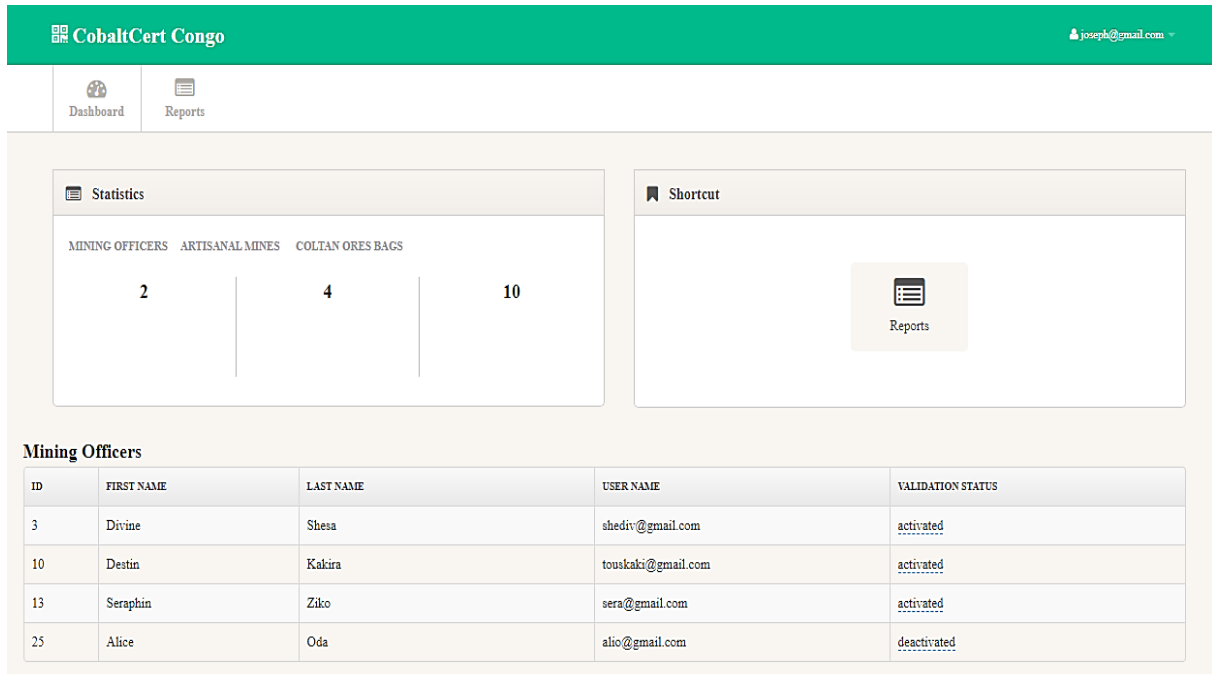 CobaltCert Congo
joseph@gmail.com
Dashboard
Reports
Statistics
MINING OFFICERS ARTISANAL MINES COLTAN ORES BAGS
2 4 10
Shortcut
Reports
Mining Officers
ID FIRST NAME LAST NAME USER NAME VALIDATION STATUS
3 Divine Shesa shediv@gmail.com activated
10 Destin Kakira touskaki@gmail.com activated
13 Seraphin Ziko sera@gmail.com activated
25 Alice Oda alio@gmail.com deactivated